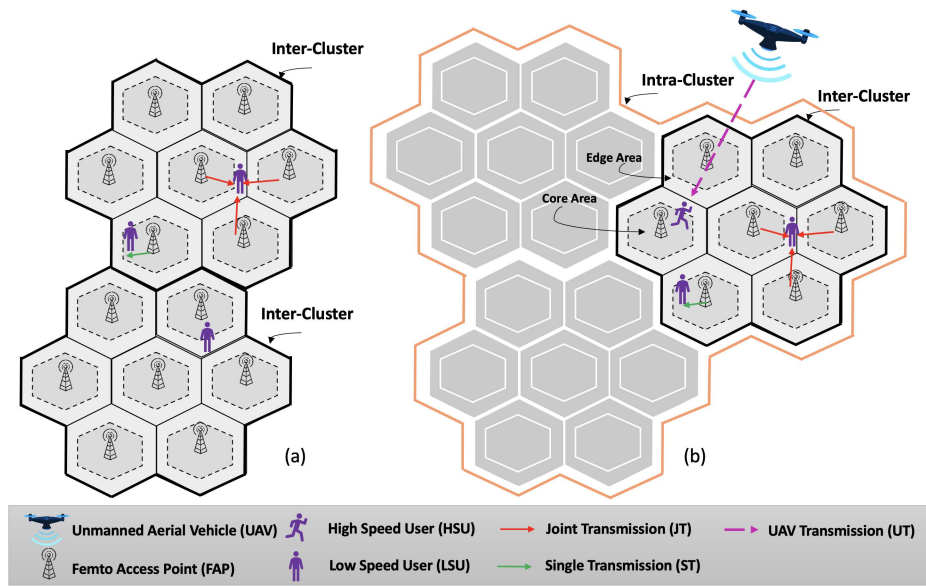 Inter-Cluster
Inter-Cluster
(a)
Intra-Cluster
Inter-Cluster
Edge Area
Core Area
(b)
Unmanned Aerial Vehicle (UAV)
High Speed User (HSU)
Joint Transmission (JT)
UAV Transmission (UT)
Femto Access Point (FAP)
Low Speed User (LSU)
Single Transmission (ST)